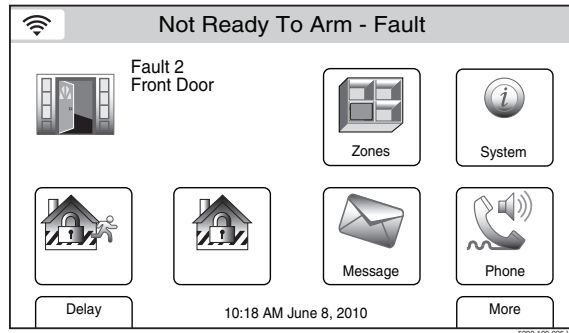 Not Ready To Arm - Fault
Fault 2
Front Door
Zones
System
Message
Phone
Delay
10:18 AM June 8, 2010
More